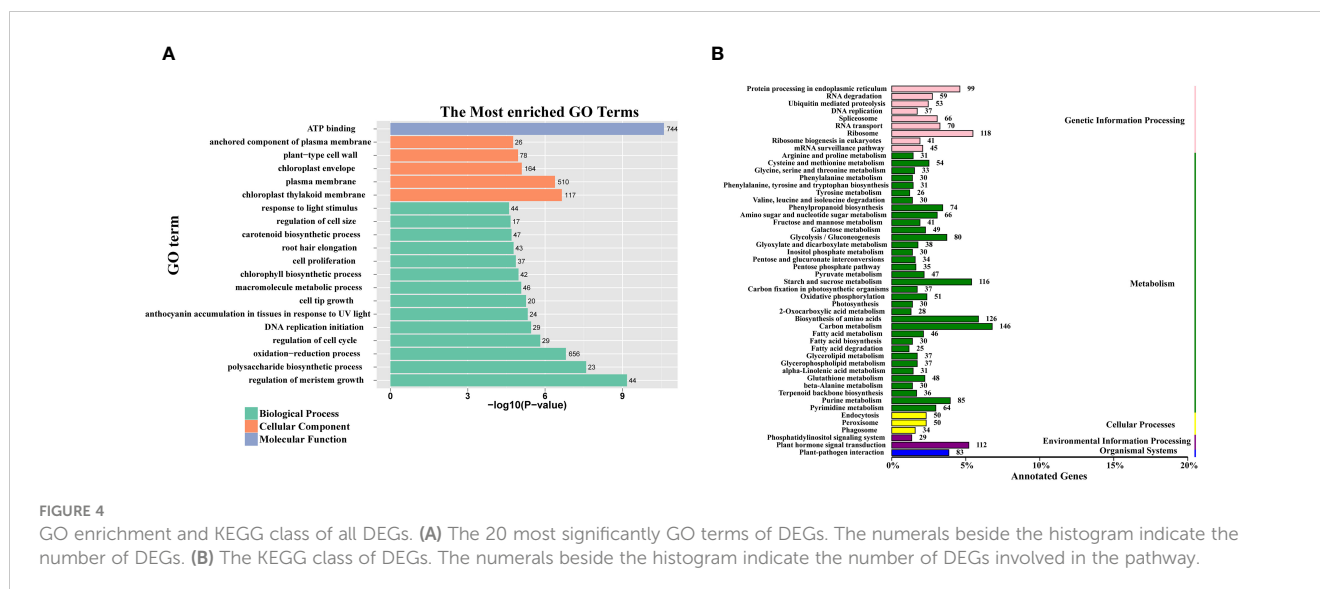 A
The Most enriched GO Terms
GO term
ATP binding 744
anchored component of plasma membrane 26
plant−type cell wall 78
chloroplast envelope 164
plasma membrane 510
chloroplast thylakoid membrane 117
response to light stimulus 44
regulation of cell size 17
carotenoid biosynthetic process 47
root hair elongation 43
cell proliferation 37
chlorophyll biosynthetic process 42
macromolecule metabolic process 46
cell tip growth 20
anthocyanin accumulation in tissues in response to UV light 24
DNA replication initiation 29
regulation of cell cycle 29
oxidation−reduction process 656
polysaccharide biosynthetic process 23
regulation of meristem growth 44
0 3 6 9
−log10(P−value)
Biological Process
Cellular Component
Molecular Function
B
Protein processing in endoplasmic reticulum 99
RNA degradation 59
Ubiquitin mediated proteolysis 53
DNA replication 37
Spliceosome 66
RNA transport 70
Ribosome 118
Ribosome biogenesis in eukaryotes 41
mRNA surveillance pathway 45
Arginine and proline metabolism 31
Cysteine and methionine metabolism 54
Glycine, serine and threonine metabolism 33
Phenylalanine metabolism 30
Phenylalanine, tyrosine and tryptophan biosynthesis 31
Tyrosine metabolism 26
Valine, leucine and isoleucine degradation 30
Phenylpropanoid biosynthesis 74
Amino sugar and nucleotide sugar metabolism 66
Fructose and mannose metabolism 41
Galactose metabolism 49
Glycolysis / Gluconeogenesis 80
Glyoxylate and dicarboxylate metabolism 38
Inositol phosphate metabolism 30
Pentose and glucuronate interconversions 34
Pentose phosphate pathway 35
Pyruvate metabolism 47
Starch and sucrose metabolism 116
Carbon fixation in photosynthetic organisms 37
Oxidative phosphorylation 51
Photosynthesis 30
2-Oxocarboxylic acid metabolism 28
Biosynthesis of amino acids 126
Carbon metabolism 146
Fatty acid metabolism 46
Fatty acid biosynthesis 30
Fatty acid degradation 25
Glycerolipid metabolism 37
Glycerophospholipid metabolism 37
alpha-Linolenic acid metabolism 31
Glutathione metabolism 48
beta-Alanine metabolism 30
Terpenoid backbone biosynthesis 36
Purine metabolism 85
Pyrimidine metabolism 64
Endocytosis 50
Peroxisome 50
Phagosome 34
Phosphatidylinositol signaling system 29
Plant hormone signal transduction 112
Plant-pathogen interaction 83
Genetic Information Processing
Metabolism
Cellular Processes
Environmental Information Processing
Organismal Systems
0% 5% 10% 15% 20%
Annotated Genes
FIGURE 4
GO enrichment and KEGG class of all DEGs. (A) The 20 most significantly GO terms of DEGs. The numerals beside the histogram indicate the
number of DEGs. (B) The KEGG class of DEGs. The numerals beside the histogram indicate the number of DEGs involved in the pathway.